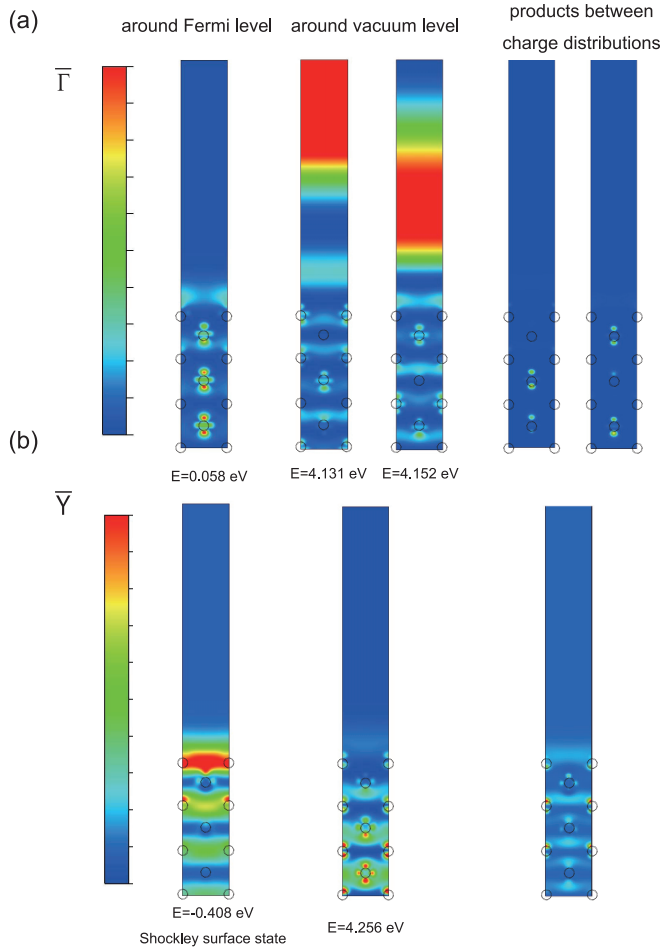 (a)
around Fermi level
around vacuum level
products between
charge distributions
Γ̅
E=0.058 eV
E=4.131 eV
E=4.152 eV
(b)
Y̅
E=-0.408 eV
Shockley surface state
E=4.256 eV